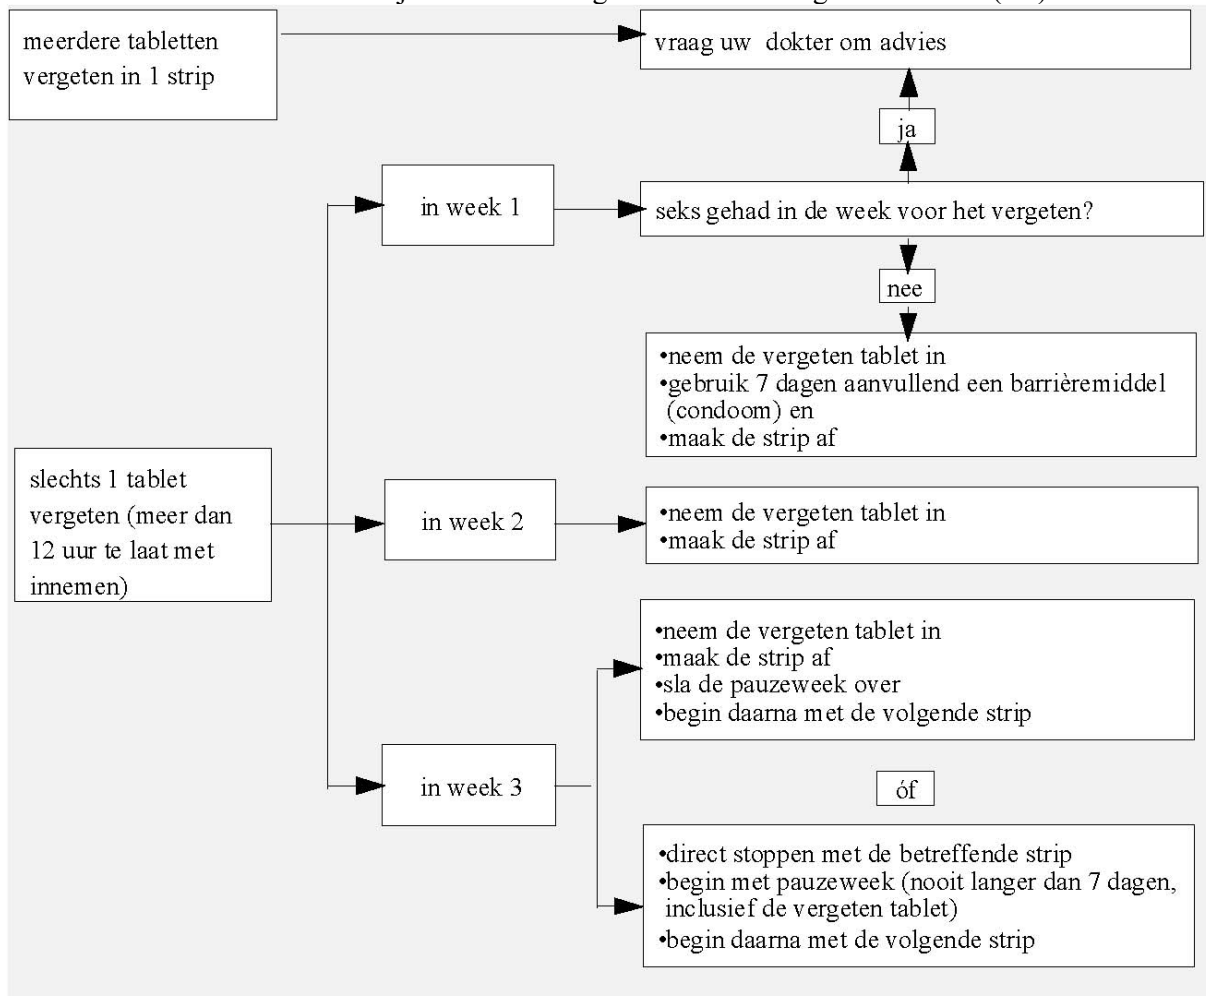 meerdere tabletten
vergeten in 1 strip
vraag uw dokter om advies
ja
in week 1
seks gehad in de week voor het vergeten?
nee
•neem de vergeten tablet in
•gebruik 7 dagen aanvullend een barrièremiddel
(condoom) en
•maak de strip af
slechts 1 tablet
vergeten (meer dan
12 uur te laat met
innemen)
in week 2
•neem de vergeten tablet in
•maak de strip af
•neem de vergeten tablet in
•maak de strip af
•sla de pauzeweek over
•begin daarna met de volgende strip
in week 3
óf
•direct stoppen met de betreffende strip
•begin met pauzeweek (nooit langer dan 7 dagen,
inclusief de vergeten tablet)
•begin daarna met de volgende strip